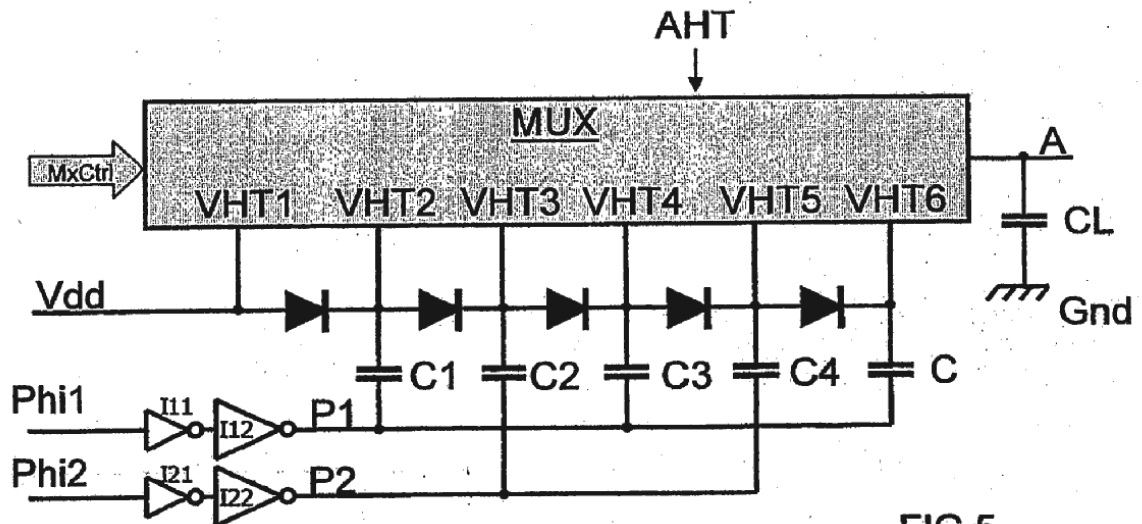 AHT
MUX
MxCtrl
A
VHT1 VHT2 VHT3 VHT4 VHT5 VHT6
CL
Vdd
Gnd
C1 C2 C3 C4 C
Phi1 I11 I12 P1
Phi2 I21 I22 P2